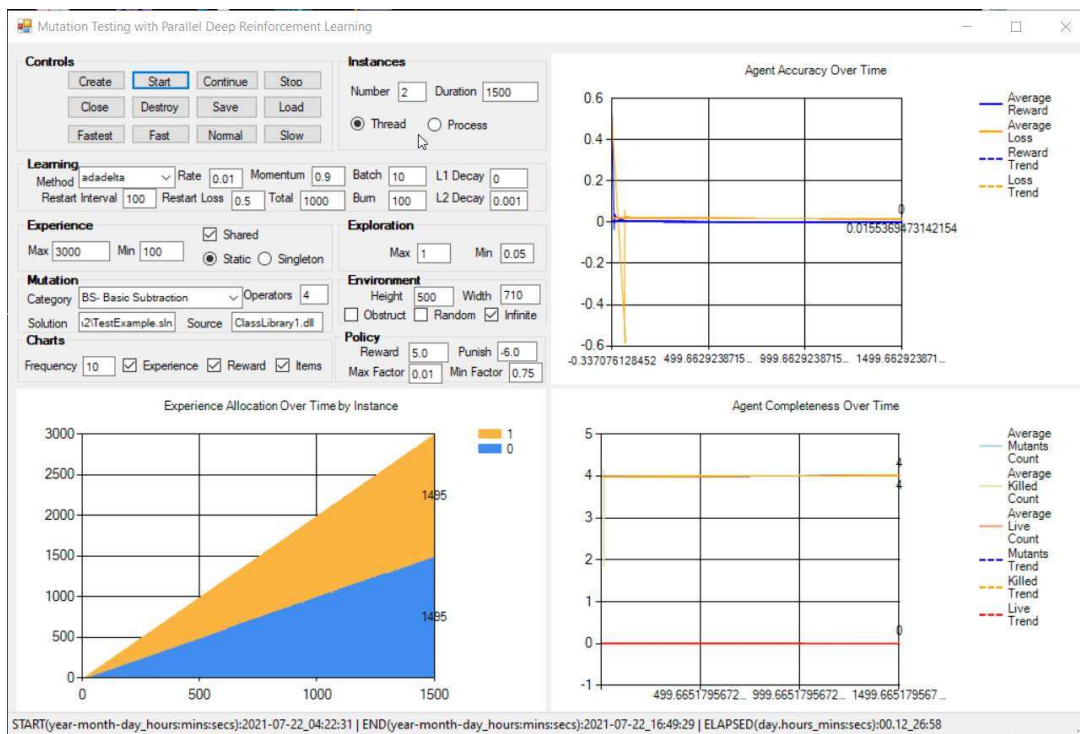 Mutation Testing with Parallel Deep Reinforcement Learning
Controls
Create Start Continue Stop
Close Destroy Save Load
Fastest Fast Normal Slow
Instances
Number 2 Duration 1500
Thread Process
Learning
Method adadelta Rate 0.01 Momentum 0.9 Batch 10 L1 Decay 0
Restart Interval 100 Restart Loss 0.5 Total 1000 Burn 100 L2 Decay 0.001
Experience
Shared
Max 3000 Min 100 Static Singleton
Exploration
Max 1 Min 0.05
Mutation
Category BS- Basic Subtraction Operators 4
Solution ı2\TestExample.sln Source ClassLibrary1.dll
Environment
Height 500 Width 710
Obstruct Random Infinite
Charts
Frequency 10 Experience Reward Items
Policy
Reward 5.0 Punish -6.0
Max Factor 0.01 Min Factor 0.75
Agent Accuracy Over Time
0.6
0.4
0.2
0
-0.2
-0.4
-0.6
0
0.0155369473142154
-0.337076128452 499.6629238715... 999.6629238715... 1499.662923871...
Average
Reward
Average
Loss
Reward
Trend
Loss
Trend
Experience Allocation Over Time by Instance
3000
2500
2000
1500
1000
500
0
1495
1495
0 500 1000 1500
1
0
Agent Completeness Over Time
5
4
3
2
1
0
-1
4
4
0
499.6651795672... 999.6651795672... 1499.665179567...
Average
Mutants
Count
Average
Killed
Count
Average
Live
Count
Mutants
Trend
Killed
Trend
Live
Trend
START(year-month-day_hours:mins:secs):2021-07-22_04:22:31 | END(year-month-day_hours:mins:secs):2021-07-22_16:49:29 | ELAPSED(day.hours_mins:secs):00.12_26:58